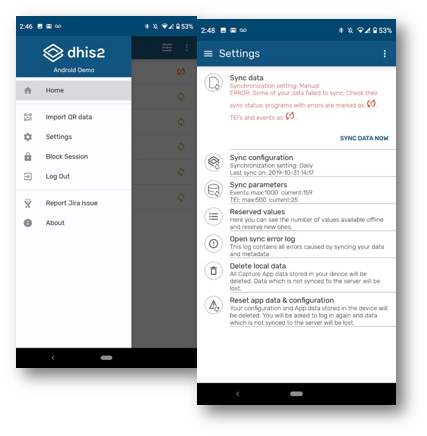 2:46 53%
dhis2
Android Demo
Home
Import QR data
Settings
Block Session
Log Out
Report Jira Issue
About
2:48 53%
Settings
Sync data
Synchronization setting: Manual
ERROR: Some of your data failed to sync. Check their
sync status: programs with errors are marked as .
TEI's and events as .
SYNC DATA NOW
Sync configuration
Synchronization setting: Daily
Last sync on: 2019-10-31 14:17
Sync parameters
Events: max:1000 current:159
TEI: max:500 current:25
Reserved values
Here you can see the number of values available offline
and reserve new ones.
Open sync error log
This log contains all errors caused by syncing your data
and metadata.
Delete local data
All Capture App data stored in your device will be
deleted. Data which is not synced to the server will be
lost.
Reset app data & configuration
Your configuration and App data stored in the device will
be deleted. You will be asked to log in again and data
which is not synced to the server will be lost.